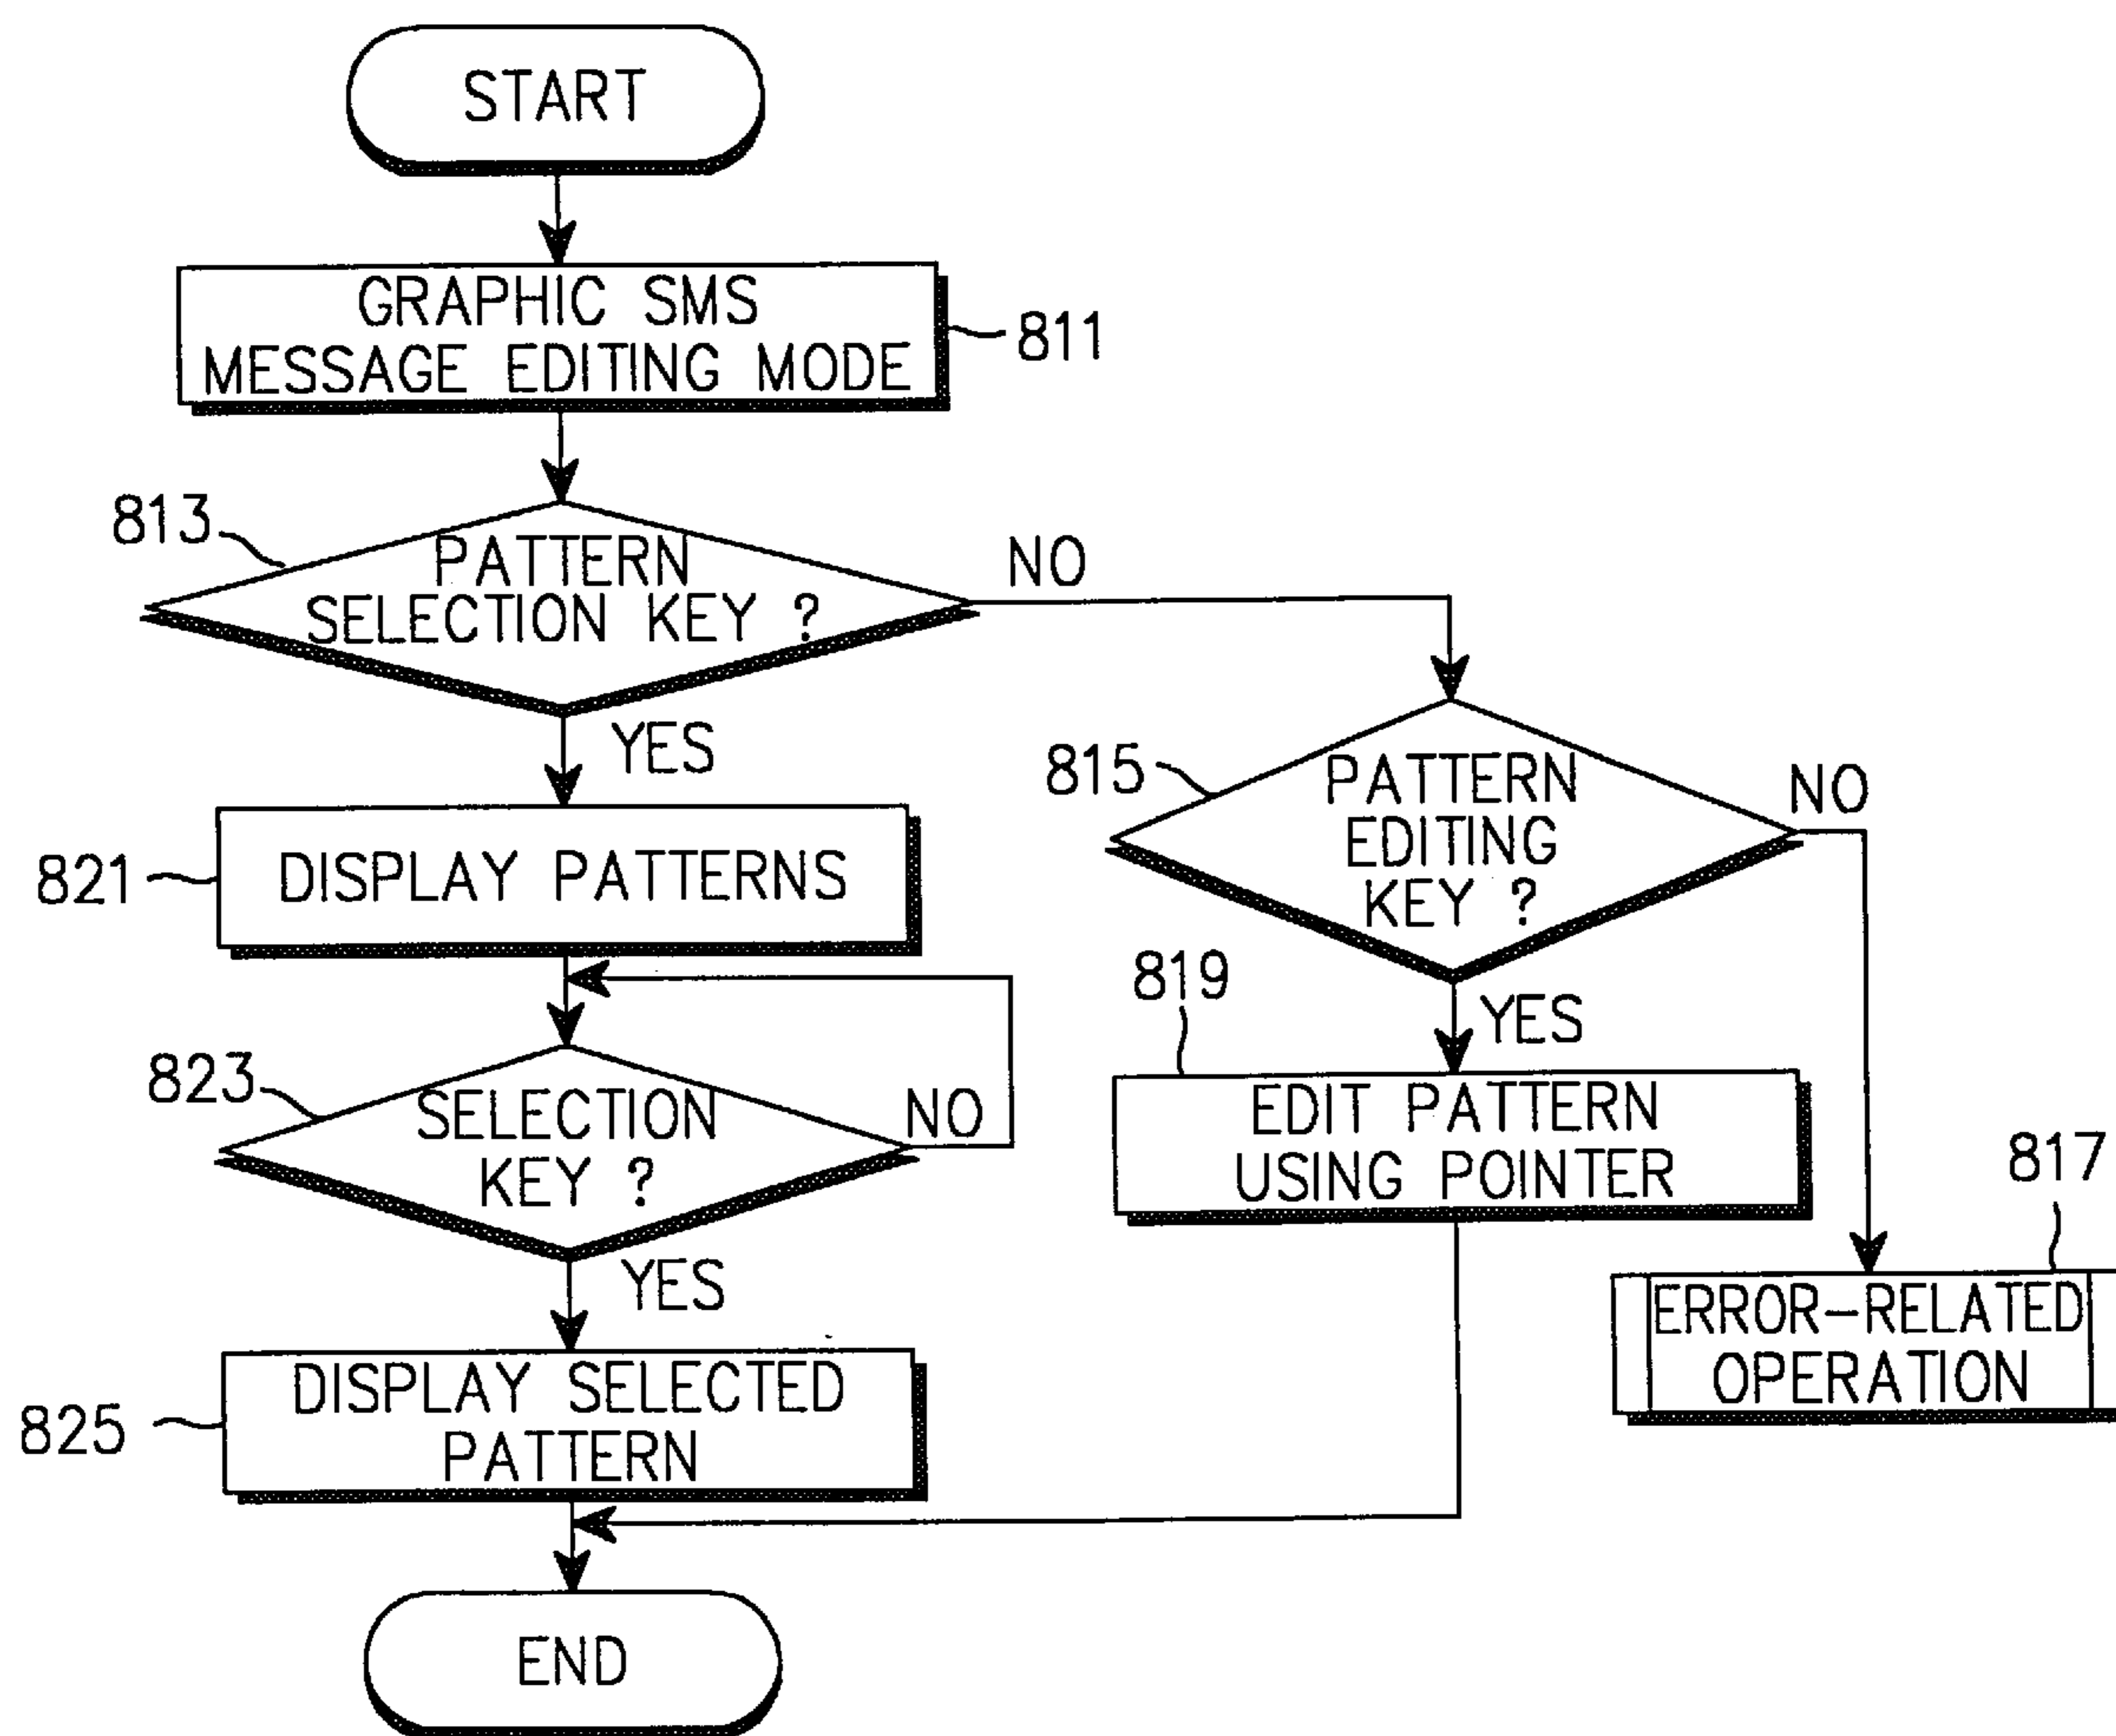 START
GRAPHIC SMS
MESSAGE EDITING MODE
811
813
PATTERN
SELECTION KEY ?
NO
YES
815
PATTERN
EDITING
KEY ?
NO
821
DISPLAY PATTERNS
819
YES
EDIT PATTERN
USING POINTER
823
SELECTION
KEY ?
NO
YES
817
ERROR-RELATED
OPERATION
825
DISPLAY SELECTED
PATTERN
END